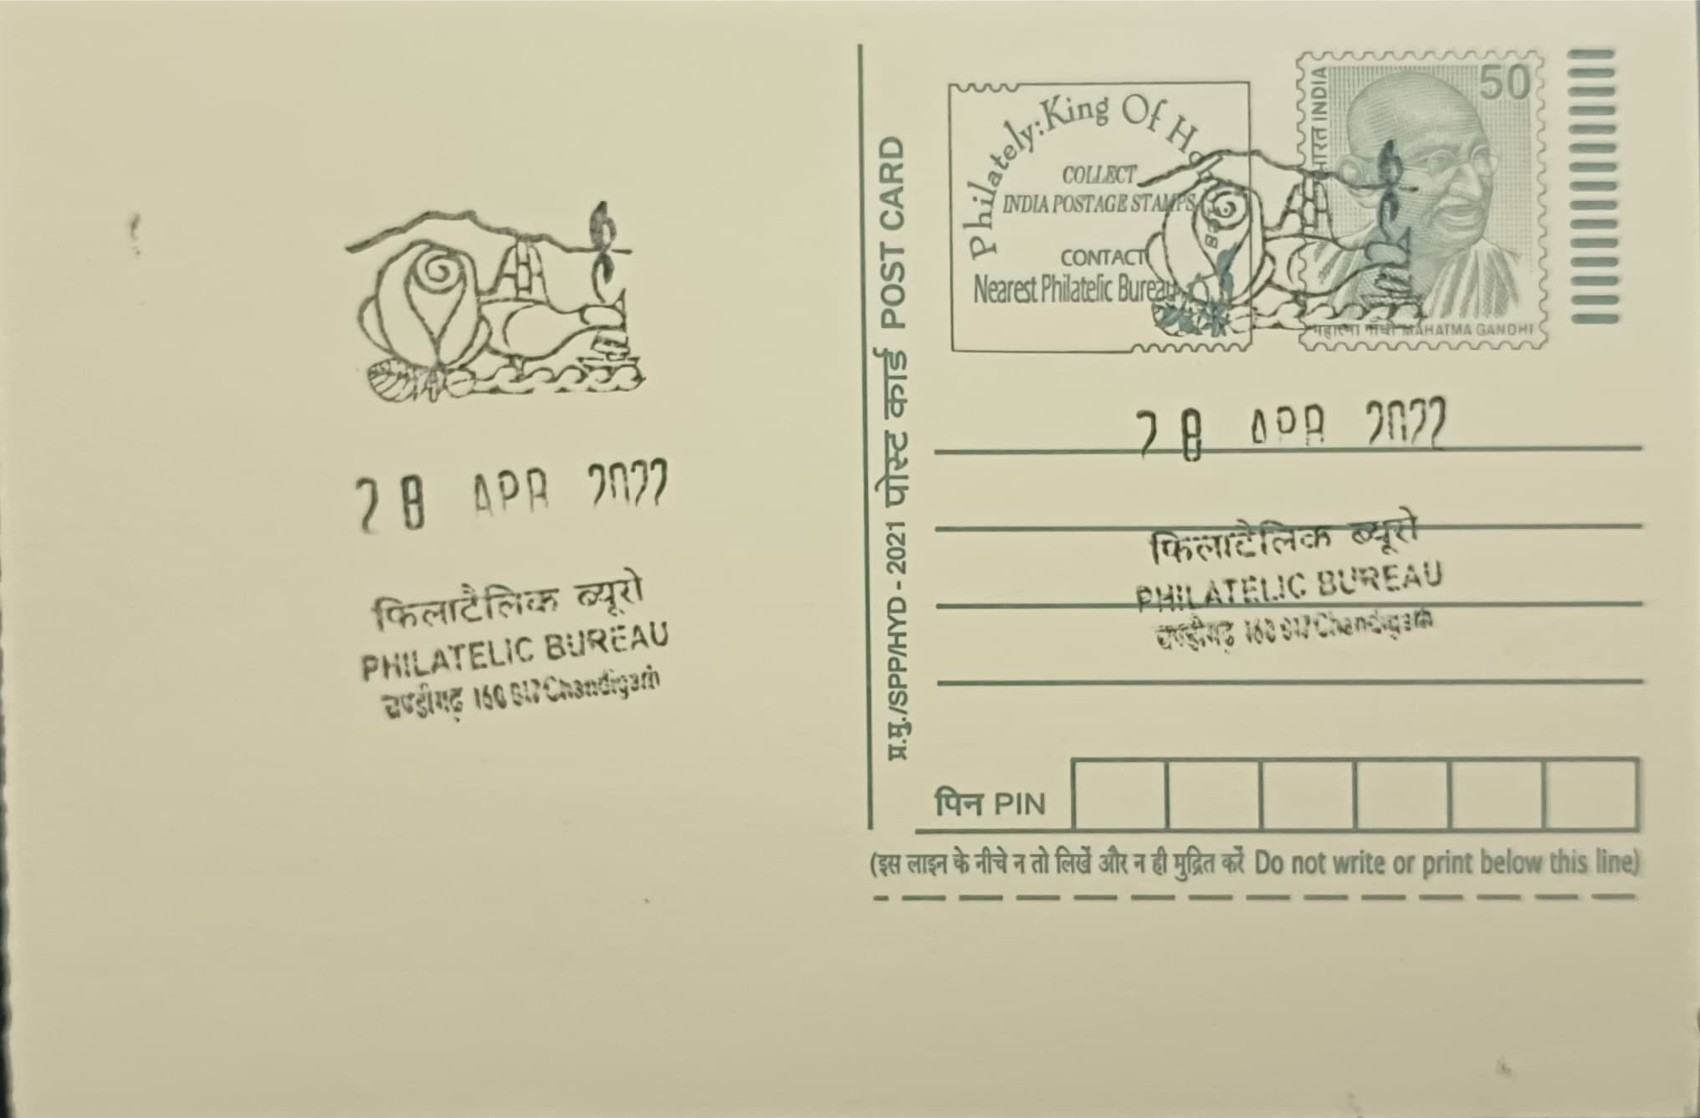 28 APR 2022
फिलाटैलिक ब्यूरो
PHILATELIC BUREAU
चण्डीगढ़ 160 017 Chandigarh
प्र.मु./SPP/HYD - 2021 पोस्ट कार्ड POST CARD
Philately:King Of
COLLECT
INDIA POSTAGE STAMPS
CONTACT
Nearest Philatelic Bureau
भारत INDIA
50
महात्मा गाँधी MAHATMA GANDHI
28 APR 2022
फिलाटैलिक ब्यूरो
PHILATELIC BUREAU
चण्डीगढ़ 160 017 Chandigarh
पिन PIN
(इस लाइन के नीचे न तो लिखें और न ही मुद्रित करें Do not write or print below this line)